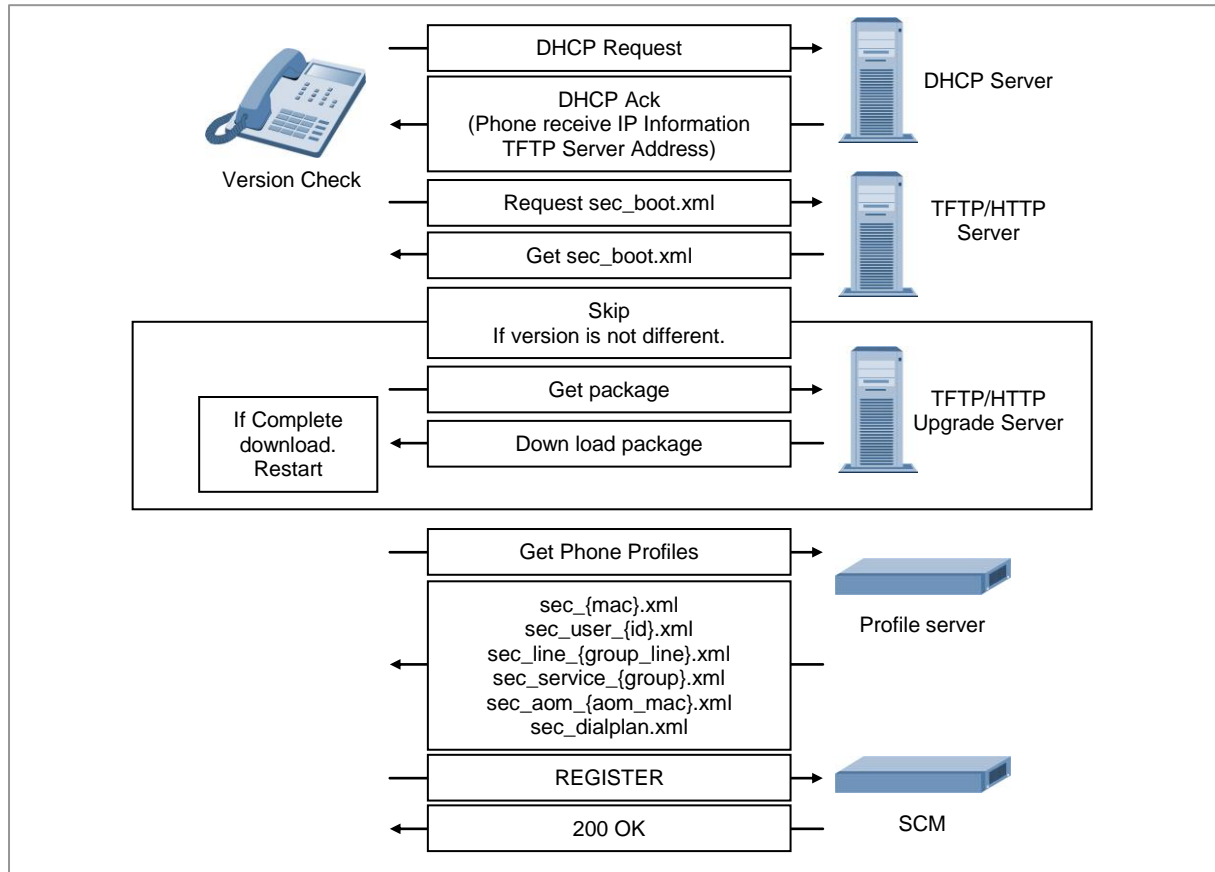 DHCP Request
DHCP Server
DHCP Ack
(Phone receive IP Information
TFTP Server Address)
Version Check
Request sec_boot.xml
TFTP/HTTP
Server
Get sec_boot.xml
Skip
If version is not different.
Get package
TFTP/HTTP
Upgrade Server
If Complete
download.
Restart
Down load package
Get Phone Profiles
sec_{mac}.xml
sec_user_{id}.xml
sec_line_{group_line}.xml
sec_service_{group}.xml
sec_aom_{aom_mac}.xml
sec_dialplan.xml
Profile server
REGISTER
SCM
200 OK